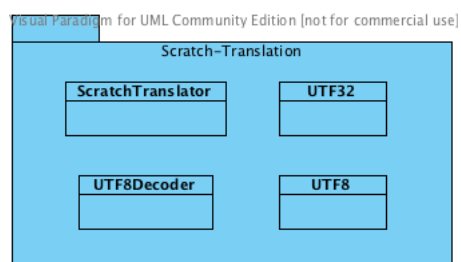 Visual Paradigm for UML Community Edition [not for commercial use]
Scratch-Translation
ScratchTranslator
UTF32
UTF8Decoder
UTF8